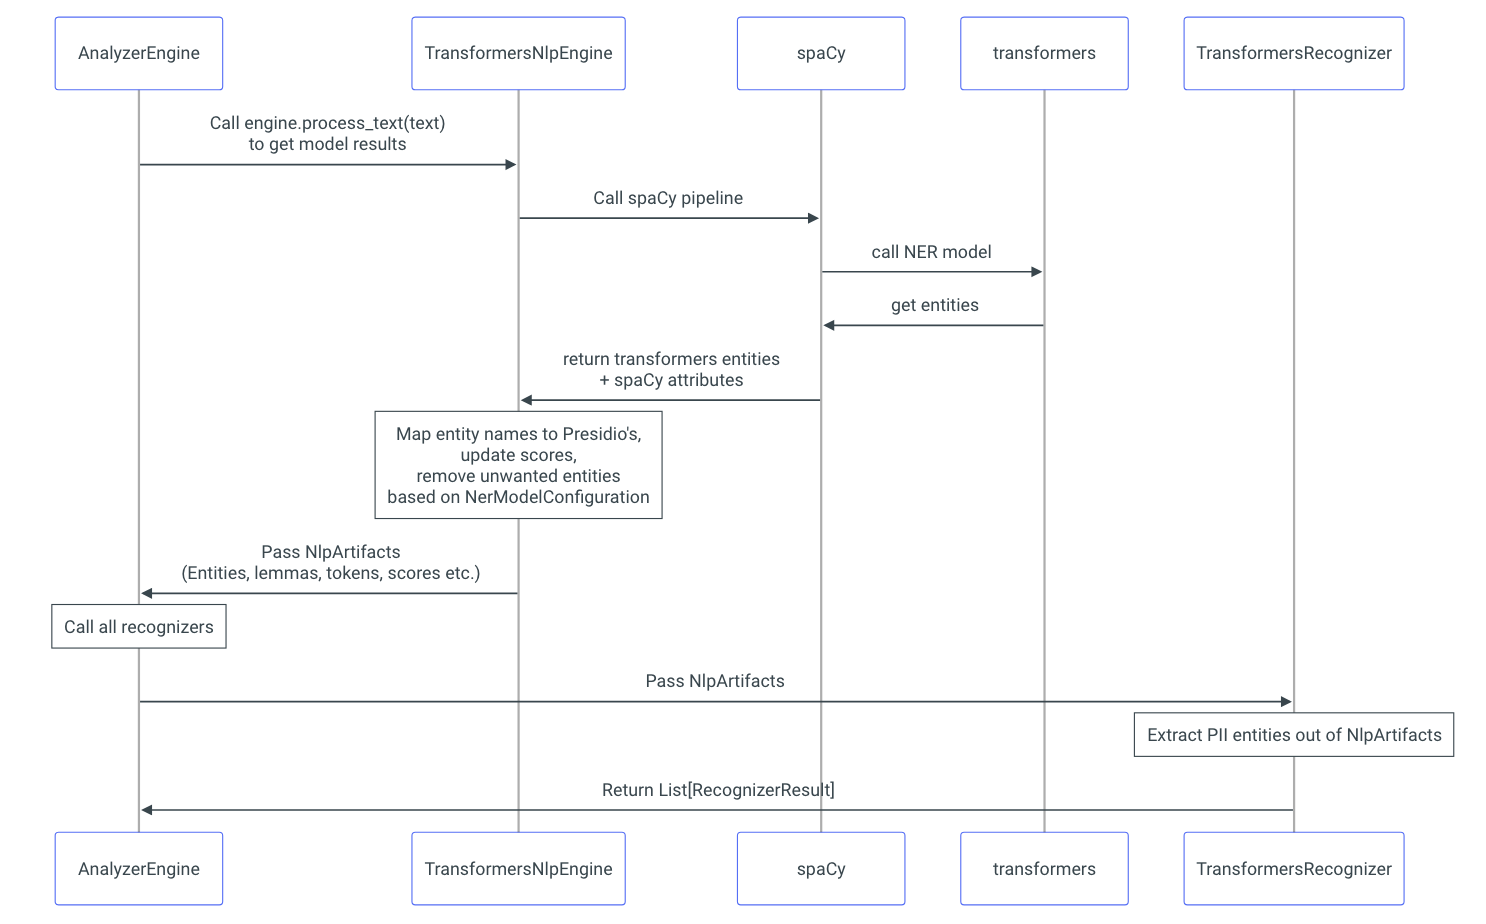 AnalyzerEngine
TransformersNlpEngine
spaCy
transformers
TransformersRecognizer
Call engine.process_text(text)
to get model results
Call spaCy pipeline
call NER model
get entities
return transformers entities
+ spaCy attributes
Map entity names to Presidio's,
update scores,
remove unwanted entities
based on NerModelConfiguration
Pass NlpArtifacts
(Entities, lemmas, tokens, scores etc.)
Call all recognizers
Pass NlpArtifacts
Extract PII entities out of NlpArtifacts
Return List[RecognizerResult]
AnalyzerEngine
TransformersNlpEngine
spaCy
transformers
TransformersRecognizer